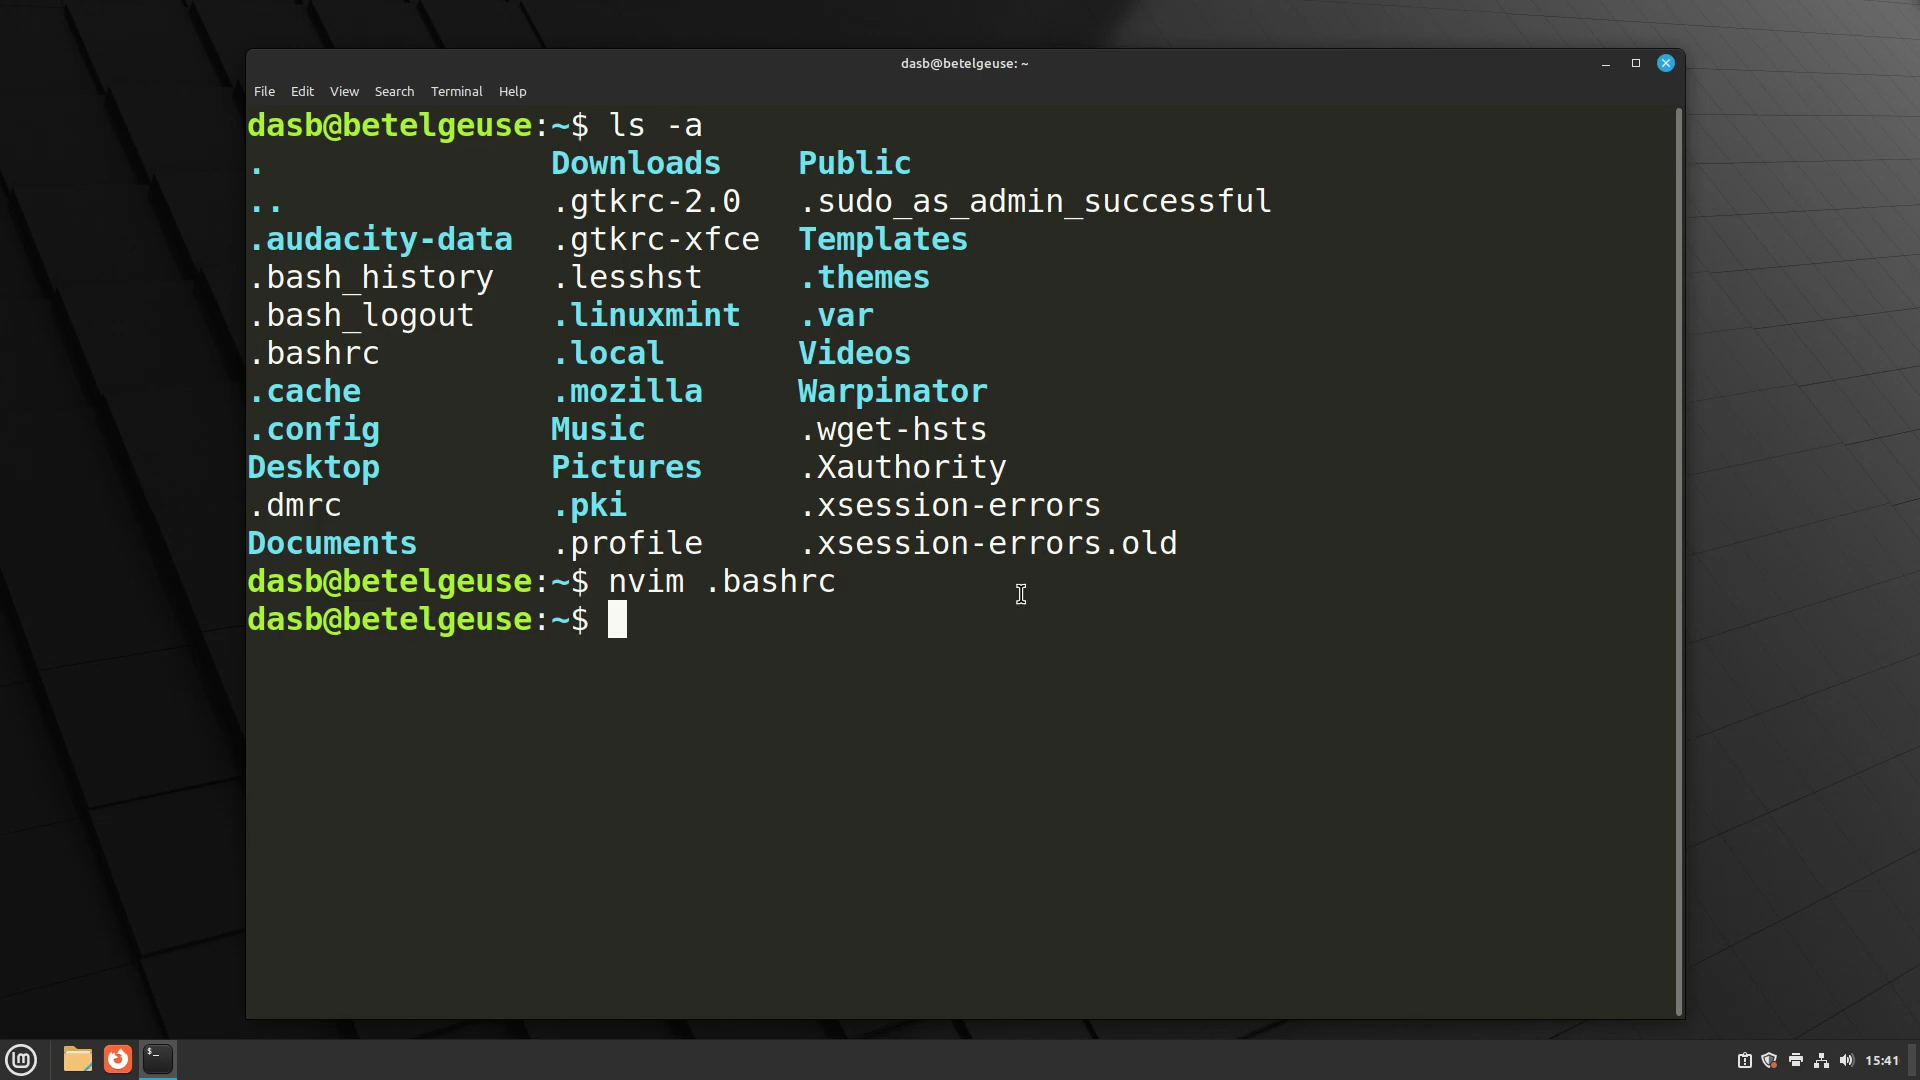 dasb@betelgeuse: ~
File Edit View Search Terminal Help
dasb@betelgeuse:~$ ls -a
. Downloads Public
.. .gtkrc-2.0 .sudo_as_admin_successful
.audacity-data .gtkrc-xfce Templates
.bash_history .lesshst .themes
.bash_logout .linuxmint .var
.bashrc .local Videos
.cache .mozilla Warpinator
.config Music .wget-hsts
Desktop Pictures .Xauthority
.dmrc .pki .xsession-errors
Documents .profile .xsession-errors.old
dasb@betelgeuse:~$ nvim .bashrc
dasb@betelgeuse:~$
15:41